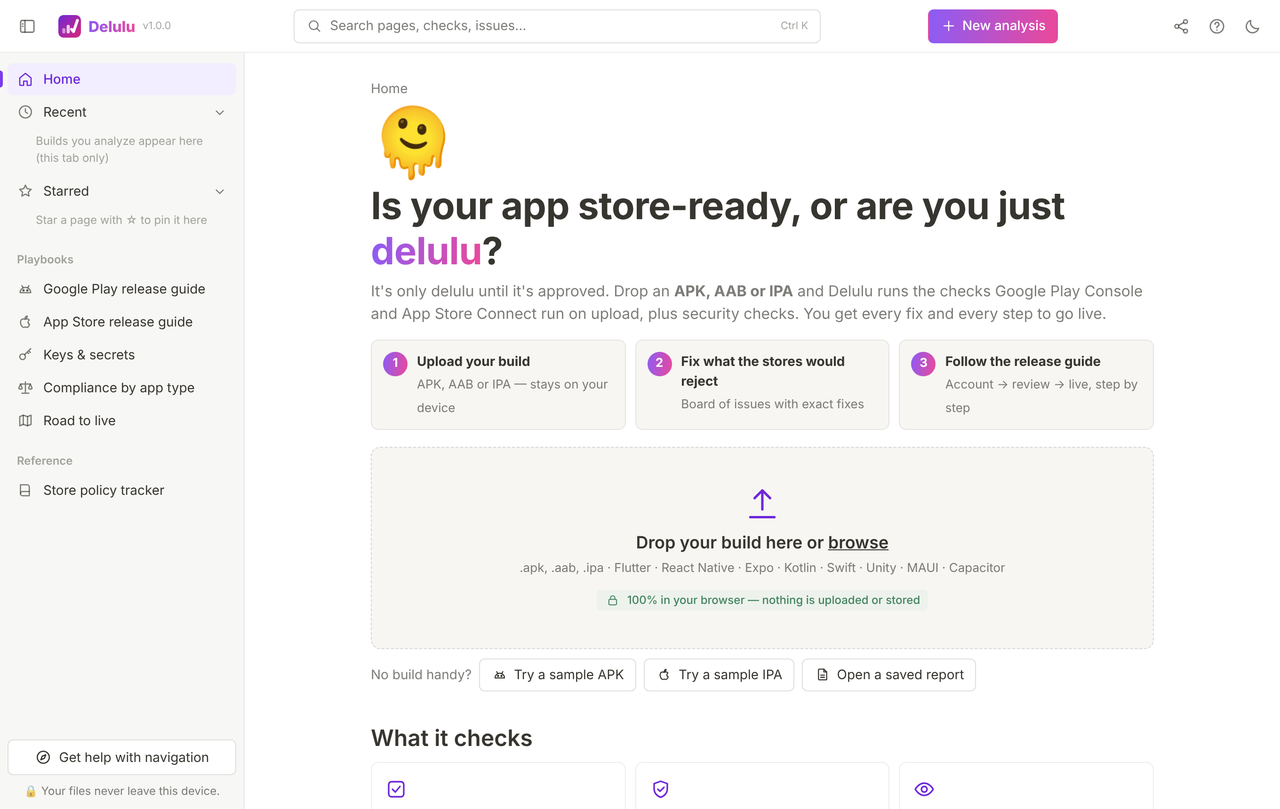 Delulu v1.0.0
Search pages, checks, issues... Ctrl K
New analysis
Home
Recent
Builds you analyze appear here
(this tab only)
Starred
Star a page with ☆ to pin it here
Playbooks
Google Play release guide
App Store release guide
Keys & secrets
Compliance by app type
Road to live
Reference
Store policy tracker
Get help with navigation
🔒 Your files never leave this device.
Home
Is your app store-ready, or are you just
delulu?
It's only delulu until it's approved. Drop an APK, AAB or IPA and Delulu runs the checks Google Play Console
and App Store Connect run on upload, plus security checks. You get every fix and every step to go live.
1 Upload your build
APK, AAB or IPA — stays on your
device
2 Fix what the stores would
reject
Board of issues with exact fixes
3 Follow the release guide
Account → review → live, step by
step
Drop your build here or browse
.apk, .aab, .ipa · Flutter · React Native · Expo · Kotlin · Swift · Unity · MAUI · Capacitor
100% in your browser — nothing is uploaded or stored
No build handy? Try a sample APK Try a sample IPA Open a saved report
What it checks